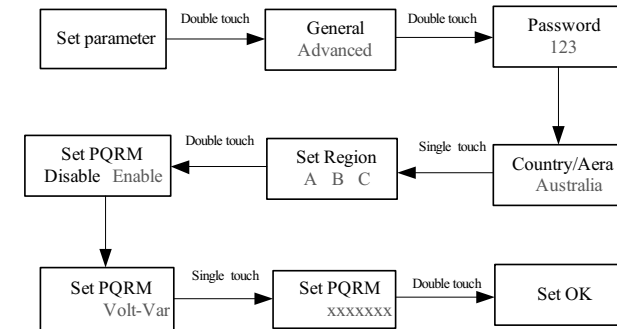 Set parameter
Double touch
General
Advanced
Double touch
Password
123
Country/Aera
Australia
Single touch
Set Region
A B C
Double touch
Set PQRM
Disable Enable
Set PQRM
Volt-Var
Single touch
Set PQRM
xxxxxxx
Double touch
Set OK